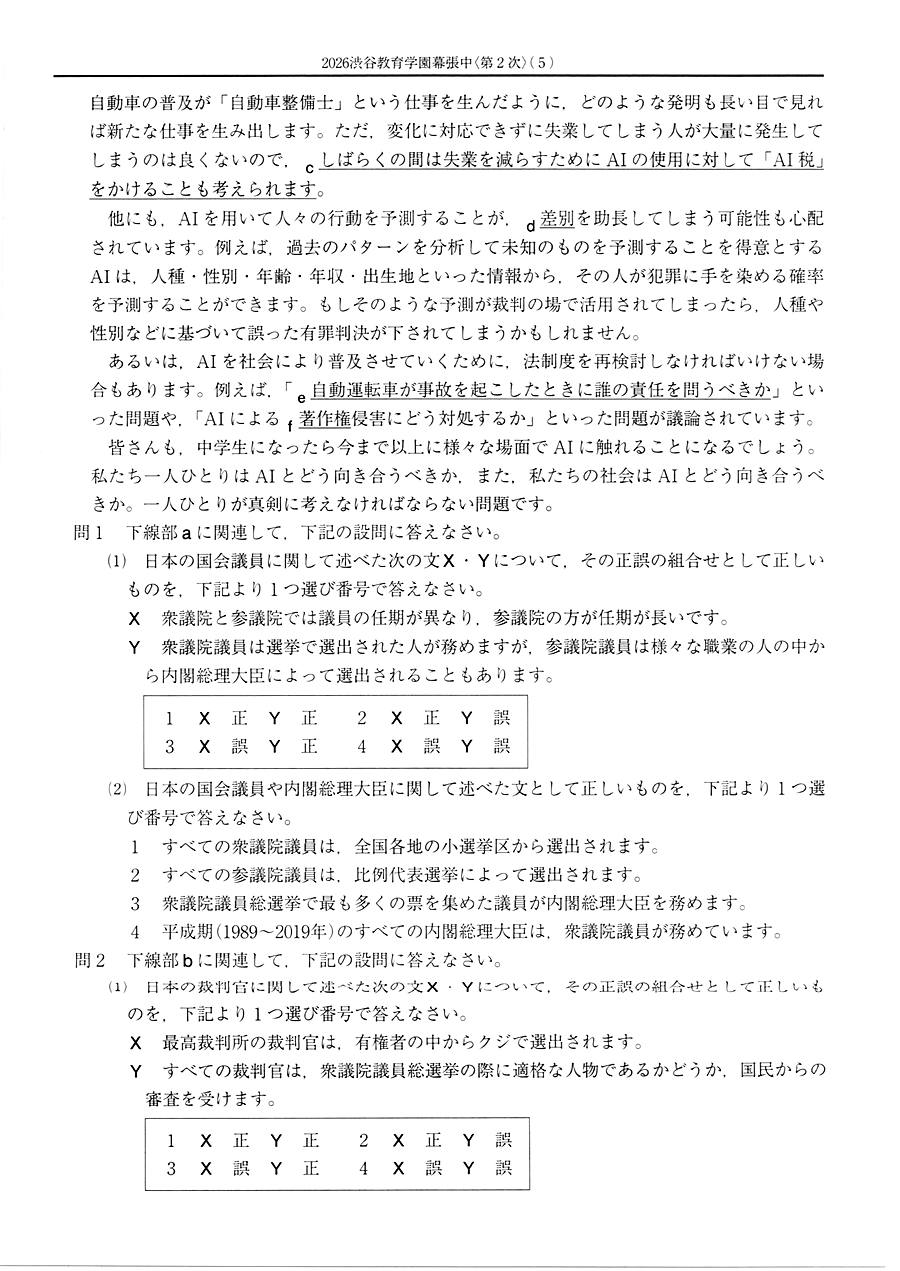 2026渋谷教育学園幕張中〈第2次〉(5)
自動車の普及が「自動車整備士」という仕事を生んだように，どのような発明も長い目で見れ
ば新たな仕事を生み出します。ただ，変化に対応できずに失業してしまう人が大量に発生して
しまうのは良くないので，cしばらくの間は失業を減らすためにAIの使用に対して「AI税」
をかけることも考えられます。
他にも，AIを用いて人々の行動を予測することが，d差別を助長してしまう可能性も心配
されています。例えば，過去のパターンを分析して未知のものを予測することを得意とする
AIは，人種・性別・年齢・年収・出生地といった情報から，その人が犯罪に手を染める確率
を予測することができます。もしそのような予測が裁判の場で活用されてしまったら，人種や
性別などに基づいて誤った有罪判決が下されてしまうかもしれません。
あるいは，AIを社会により普及させていくために，法制度を再検討しなければいけない場
合もあります。例えば，「e自動運転車が事故を起こしたときに誰の責任を問うべきか」とい
った問題や，「AIによるf著作権侵害にどう対処するか」といった問題が議論されています。
皆さんも，中学生になったら今まで以上に様々な場面でAIに触れることになるでしょう。
私たち一人ひとりはAIとどう向き合うべきか，また，私たちの社会はAIとどう向き合うべ
きか。一人ひとりが真剣に考えなければならない問題です。
問1 下線部aに関連して，下記の設問に答えなさい。
(1) 日本の国会議員に関して述べた次の文X・Yについて，その正誤の組合せとして正しい
ものを，下記より1つ選び番号で答えなさい。
X 衆議院と参議院では議員の任期が異なり，参議院の方が任期が長いです。
Y 衆議院議員は選挙で選出された人が務めますが，参議院議員は様々な職業の人の中か
ら内閣総理大臣によって選出されることもあります。
1 X 正 Y 正 2 X 正 Y 誤
3 X 誤 Y 正 4 X 誤 Y 誤
(2) 日本の国会議員や内閣総理大臣に関して述べた文として正しいものを，下記より1つ選
び番号で答えなさい。
1 すべての衆議院議員は，全国各地の小選挙区から選出されます。
2 すべての参議院議員は，比例代表選挙によって選出されます。
3 衆議院議員総選挙で最も多くの票を集めた議員が内閣総理大臣を務めます。
4 平成期(1989～2019年)のすべての内閣総理大臣は，衆議院議員が務めています。
問2 下線部bに関連して，下記の設問に答えなさい。
(1) 日本の裁判官に関して述べた次の文X・Yについて，その正誤の組合せとして正しいも
のを，下記より1つ選び番号で答えなさい。
X 最高裁判所の裁判官は，有権者の中からクジで選出されます。
Y すべての裁判官は，衆議院議員総選挙の際に適格な人物であるかどうか，国民からの
審査を受けます。
1 X 正 Y 正 2 X 正 Y 誤
3 X 誤 Y 正 4 X 誤 Y 誤